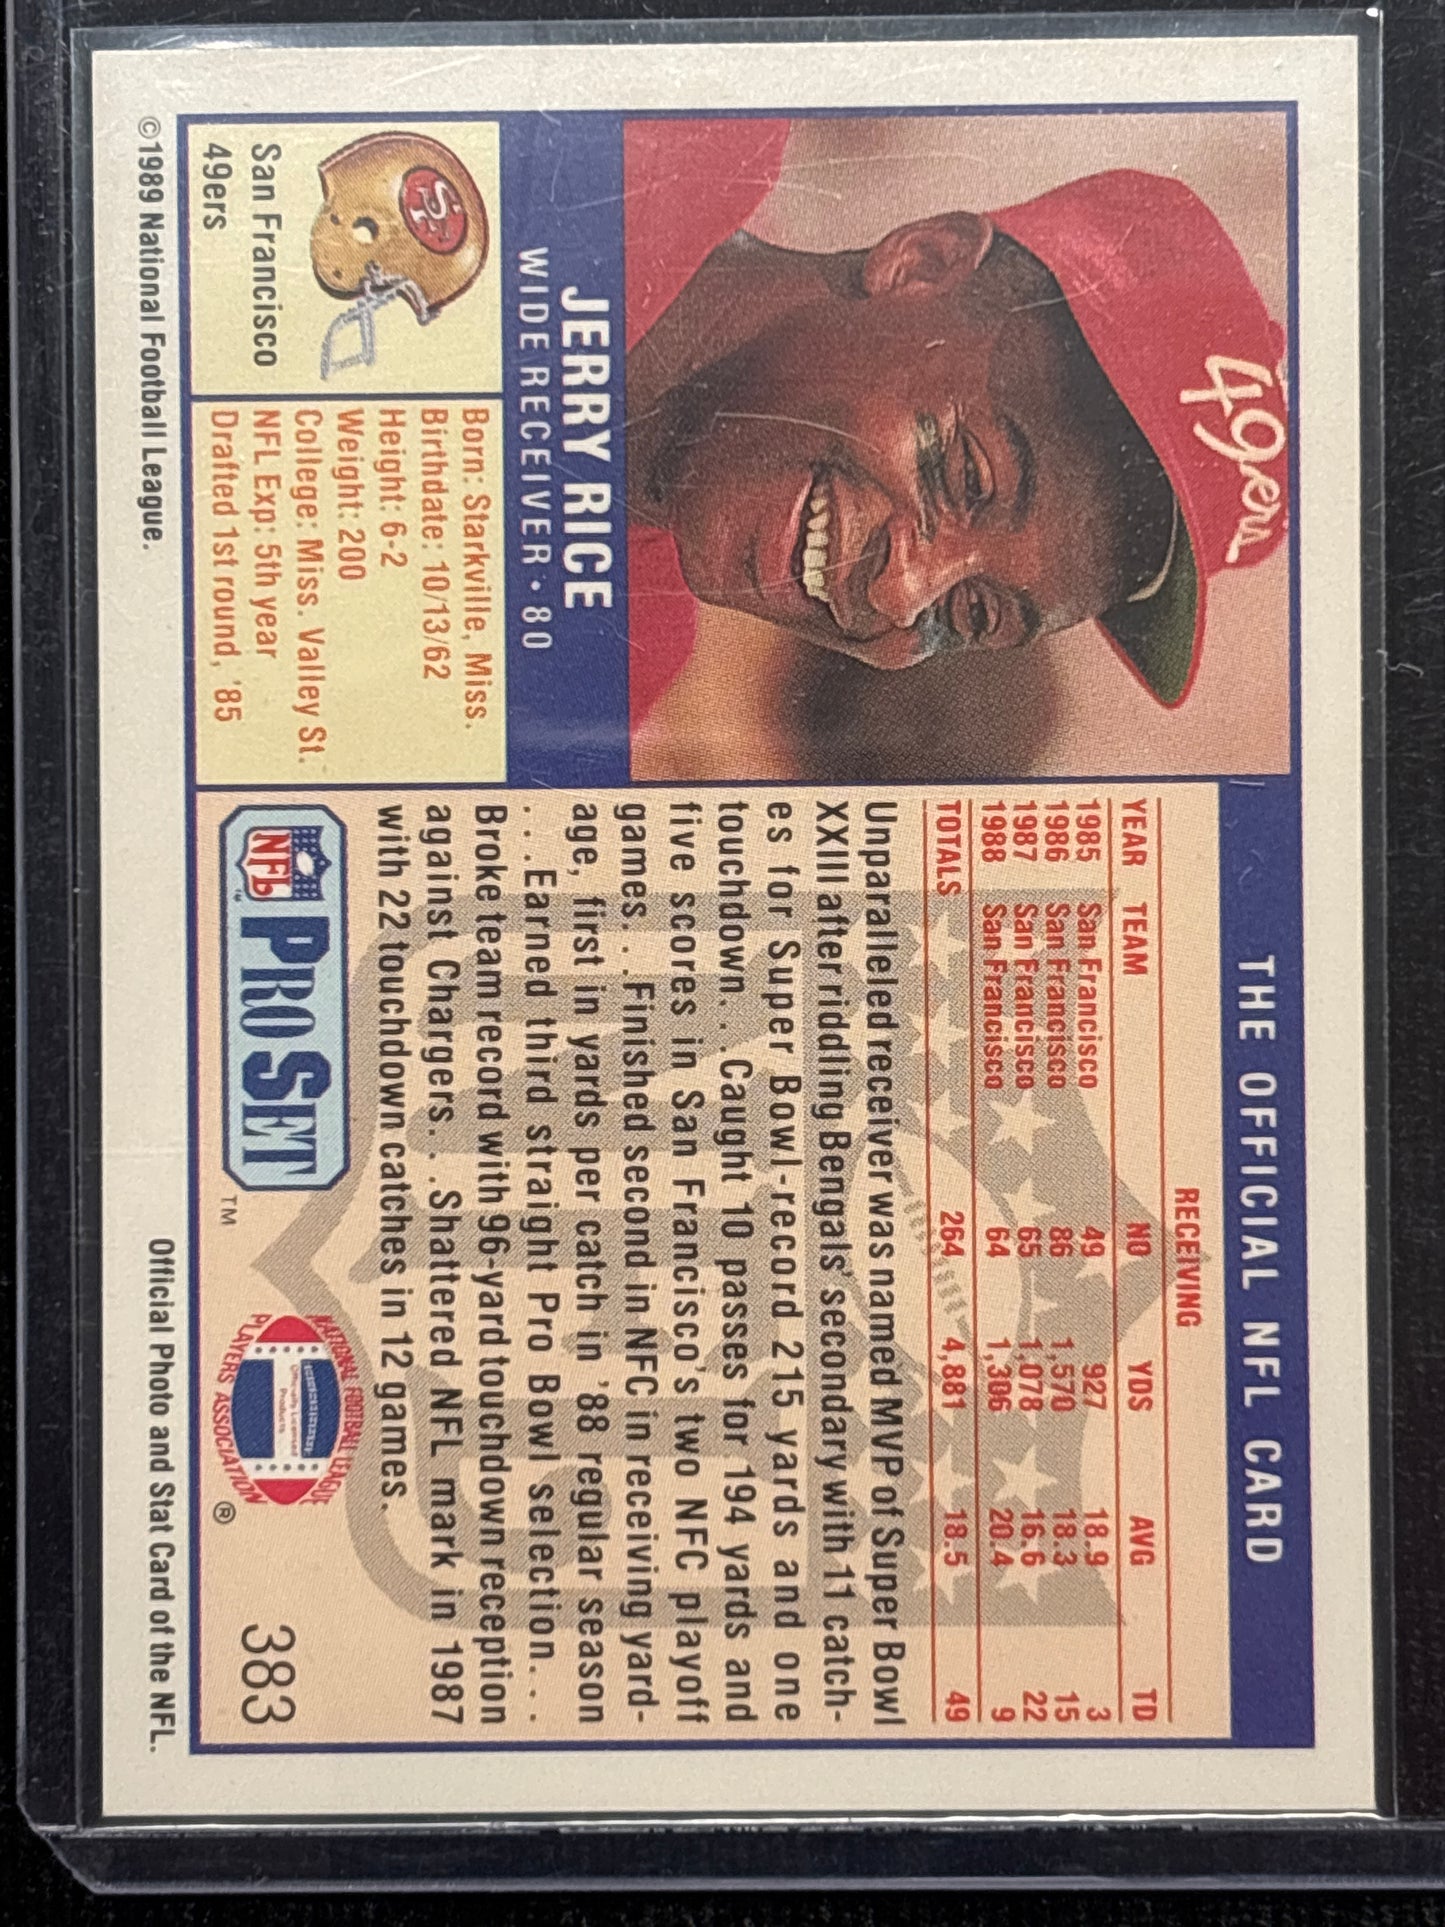 THE OFFICIAL NFL CARD
49ers
JERRY RICE
WIDE RECEIVER • 80
SF
San Francisco
49ers
Born: Starkville, Miss.
Birthdate: 10/13/62
Height: 6-2
Weight: 200
College: Miss. Valley St.
NFL Exp: 5th year
Drafted 1st round, '85
RECEIVING
YEAR TEAM NO YDS AVG TD
1985 San Francisco 49 927 18.9 3
1986 San Francisco 86 1,570 18.3 15
1987 San Francisco 65 1,078 16.6 22
1988 San Francisco 64 1,306 20.4 9
TOTALS 264 4,881 18.5 49
Unparalleled receiver was named MVP of Super Bowl
XXIII after riddling Bengals' secondary with 11 catch-
es for Super Bowl-record 215 yards and one
touchdown. . .Caught 10 passes for 194 yards and
five scores in San Francisco's two NFC playoff
games. . .Finished second in NFC in receiving yard-
age, first in yards per catch in '88 regular season
. . .Earned third straight Pro Bowl selection. . .
Broke team record with 96-yard touchdown reception
against Chargers. . .Shattered NFL mark in 1987
with 22 touchdown catches in 12 games.
NFL PRO SET ™
NATIONAL FOOTBALL LEAGUE
Officially Licensed
Product
PLAYERS ASSOCIATION ®
383
©1989 National Football League.
Official Photo and Stat Card of the NFL.